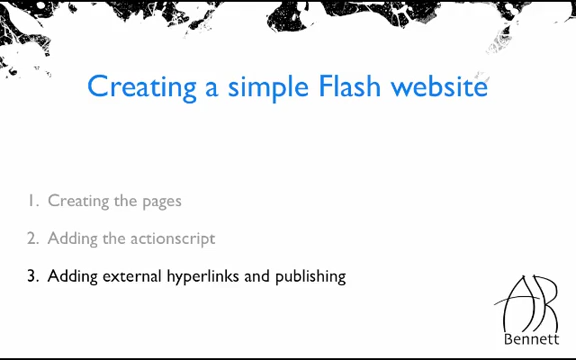 Creating a simple Flash website
1. Creating the pages
2. Adding the actionscript
3. Adding external hyperlinks and publishing
AR
Bennett